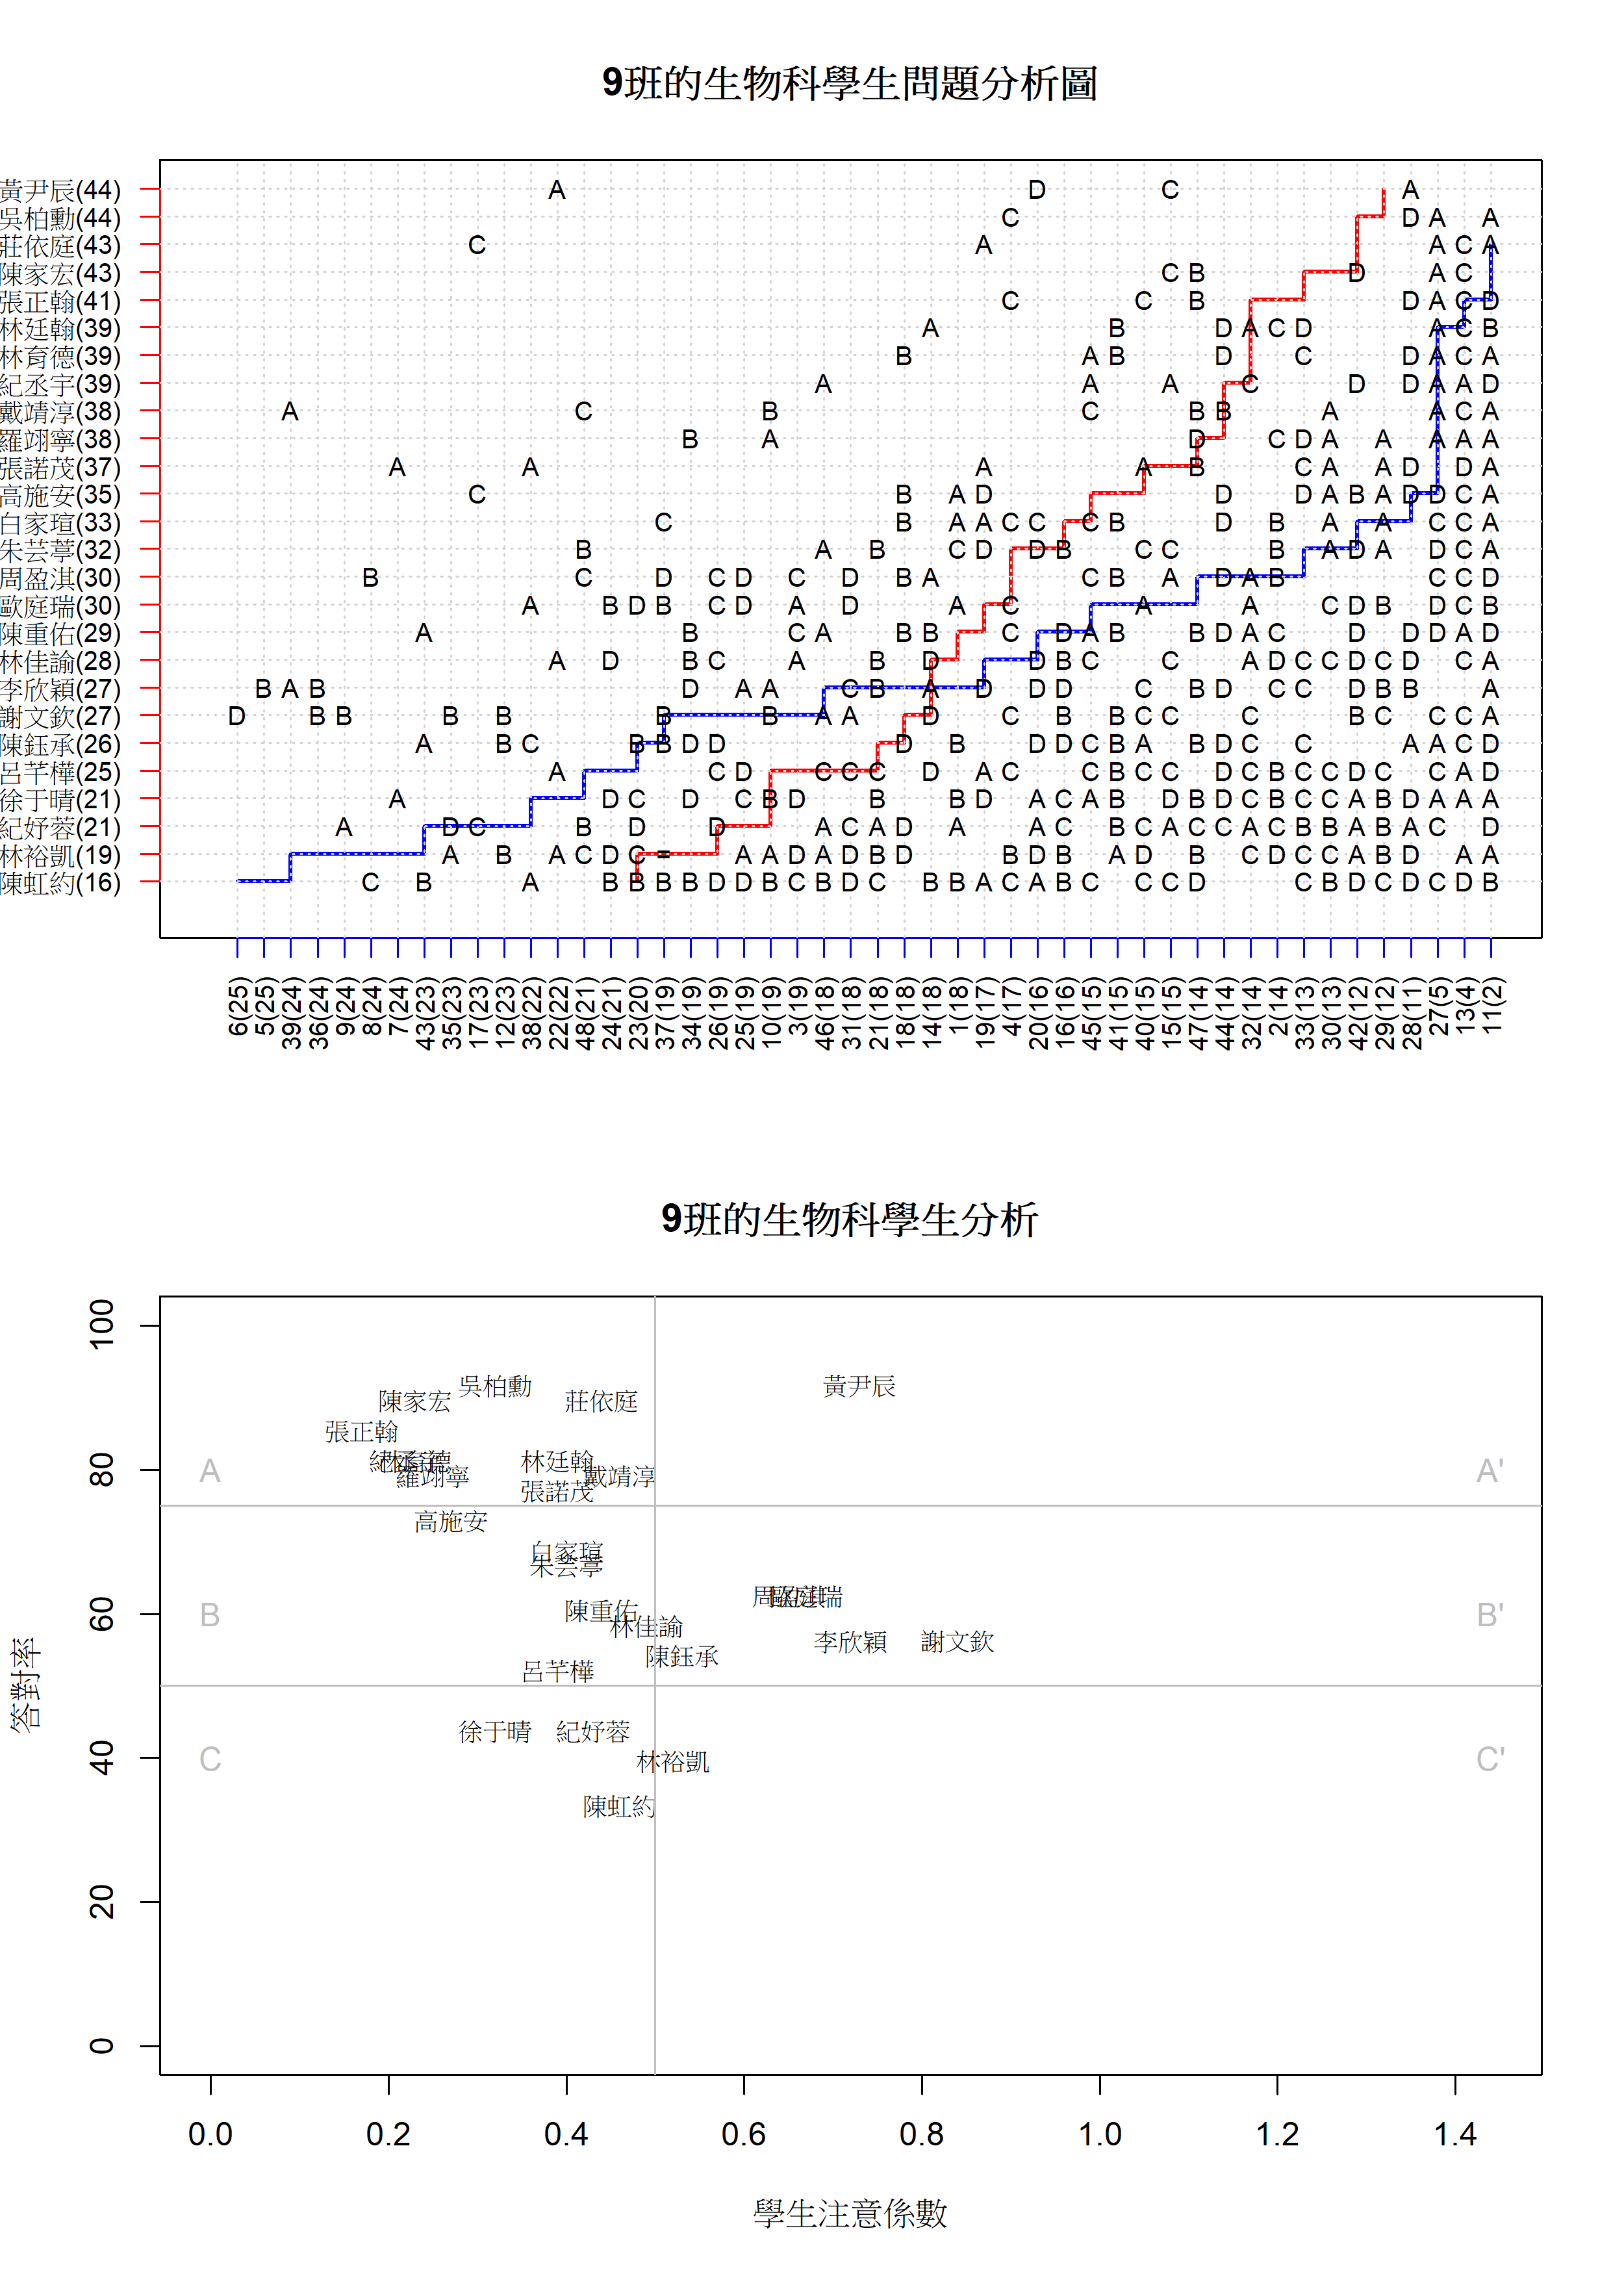 9班的生物科學生問題分析圖
黃尹辰(44) A D C A
吳柏勳(44) C D A A
莊依庭(43) C A A C A
陳家宏(43) C B D A C
張正翰(41) C C B D A C D
林廷翰(39) A B D A C D A C B
林育德(39) B A B D C D A C A
紀丞宇(39) A A A C D D A A D
戴靖淳(38) A C B C B B A A C A
羅翊寧(38) B A D C D A A A A A
張諾茂(37) A A A A B C A A D D A
高施安(35) C B A D D D A B A D D C A
白家瑄(33) C B A A C C C B D B A A C C A
朱芸葶(32) B A B C D D B C C B A D A D C A
周盈淇(30) B C D C D C D B A C B A D A B C C D
歐庭瑞(30) A B D B C D A D A C A A C D B D C B
陳重佑(29) A B C A B B C D A B B D A C D D D A D
林佳諭(28) A D B C A B D D B C C A D C C D C D C A
李欣穎(27) B A B D A A C B A D D D C B D C C D B B A
謝文欽(27) D B B B B B B A A D C B B C C C B C C C A
陳鈺承(26) A B C B B D D D B D D C B A B D C C A A C D
呂芊樺(25) A C D C C C D A C C B C C D C B C C D C C A D
徐于晴(21) A D C D C B D B B D A C A B D B D C B C C A B D A A A
紀妤蓉(21) A D C B D D A C A D A A C B C A C C A C B B A B A C D
林裕凱(19) A B A C D C = A A D A D B D B D B A D B C D C C A B D A A
陳虹約(16) C B A B B B B D D B C B D C B B A C A B C C C D C B D C D C D B
6(25) 5(25) 39(24) 36(24) 9(24) 8(24) 7(24) 43(23) 35(23) 17(23) 12(23) 38(22) 22(22) 48(21) 24(21) 23(20) 37(19) 34(19) 26(19) 25(19) 10(19) 3(19) 46(18) 31(18) 21(18) 18(18) 14(18) 1(18) 19(17) 4(17) 20(16) 16(16) 45(15) 41(15) 40(15) 15(15) 47(14) 44(14) 32(14) 2(14) 33(13) 30(13) 42(12) 29(12) 28(11) 27(5) 13(4) 11(2)
9班的生物科學生分析
100
吳柏勳 黃尹辰
陳家宏 莊依庭
張正翰
林廷翰
80 A 羅翊寧 戴靖淳 A'
張諾茂
高施安
白家瑄
朱芸葶
陳重佑
60 B 林佳諭 B'
李欣穎 謝文欽
陳鈺承
呂芊樺
徐于晴 紀妤蓉
40 C 林裕凱 C'
陳虹約
20
0
答對率
0.0 0.2 0.4 0.6 0.8 1.0 1.2 1.4
學生注意係數